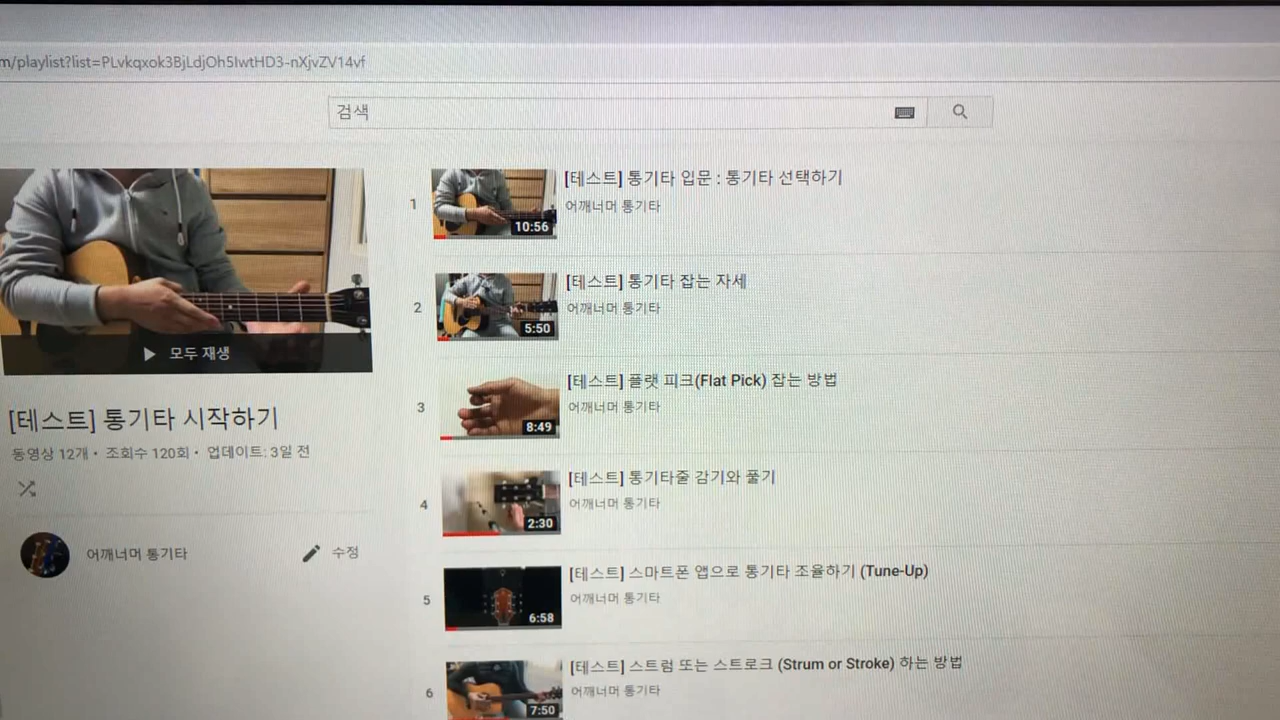 m/playlist?list=PLvkqxok3BjLdjOh5IwtHD3-nXjvZV14vf
검색
모두 재생
[테스트] 통기타 시작하기
동영상 12개 • 조회수 120회 • 업데이트: 3일 전
어깨너머 통기타
수정
1
10:56
[테스트] 통기타 입문 : 통기타 선택하기
어깨너머 통기타
2
5:50
[테스트] 통기타 잡는 자세
어깨너머 통기타
3
8:49
[테스트] 플랫 피크(Flat Pick) 잡는 방법
어깨너머 통기타
4
2:30
[테스트] 통기타줄 감기와 풀기
어깨너머 통기타
5
6:58
[테스트] 스마트폰 앱으로 통기타 조율하기 (Tune-Up)
어깨너머 통기타
6
7:50
[테스트] 스트럼 또는 스트로크 (Strum or Stroke) 하는 방법
어깨너머 통기타